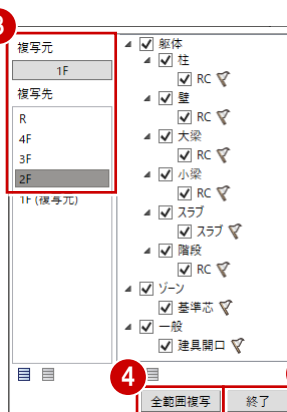 3
複写元
1F
複写先
R
4F
3F
2F
1F (複写元)
躯体
柱
RC
壁
RC
大梁
RC
小梁
RC
スラブ
スラブ
階段
RC
ゾーン
基準芯
一般
建具開口
4
全範囲複写
終了